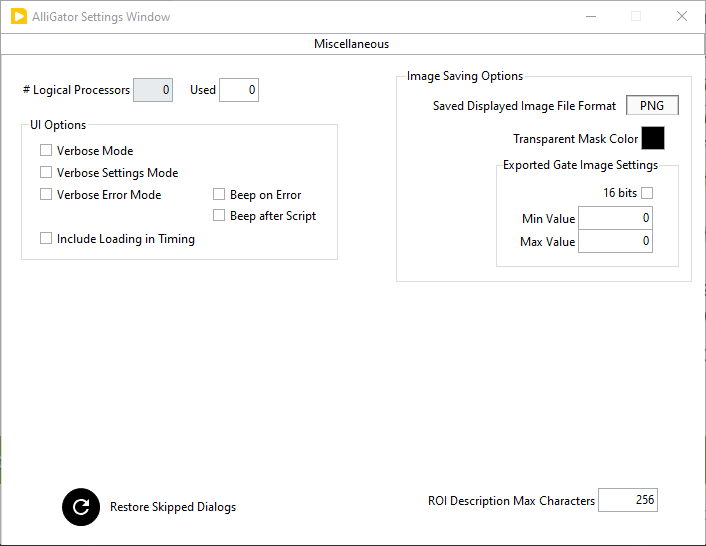 AlliGator Settings Window
Miscellaneous
# Logical Processors 0 Used 0
UI Options
Verbose Mode
Verbose Settings Mode
Verbose Error Mode
Beep on Error
Beep after Script
Include Loading in Timing
Image Saving Options
Saved Displayed Image File Format PNG
Transparent Mask Color
Exported Gate Image Settings
16 bits
Min Value 0
Max Value 0
Restore Skipped Dialogs
ROI Description Max Characters 256